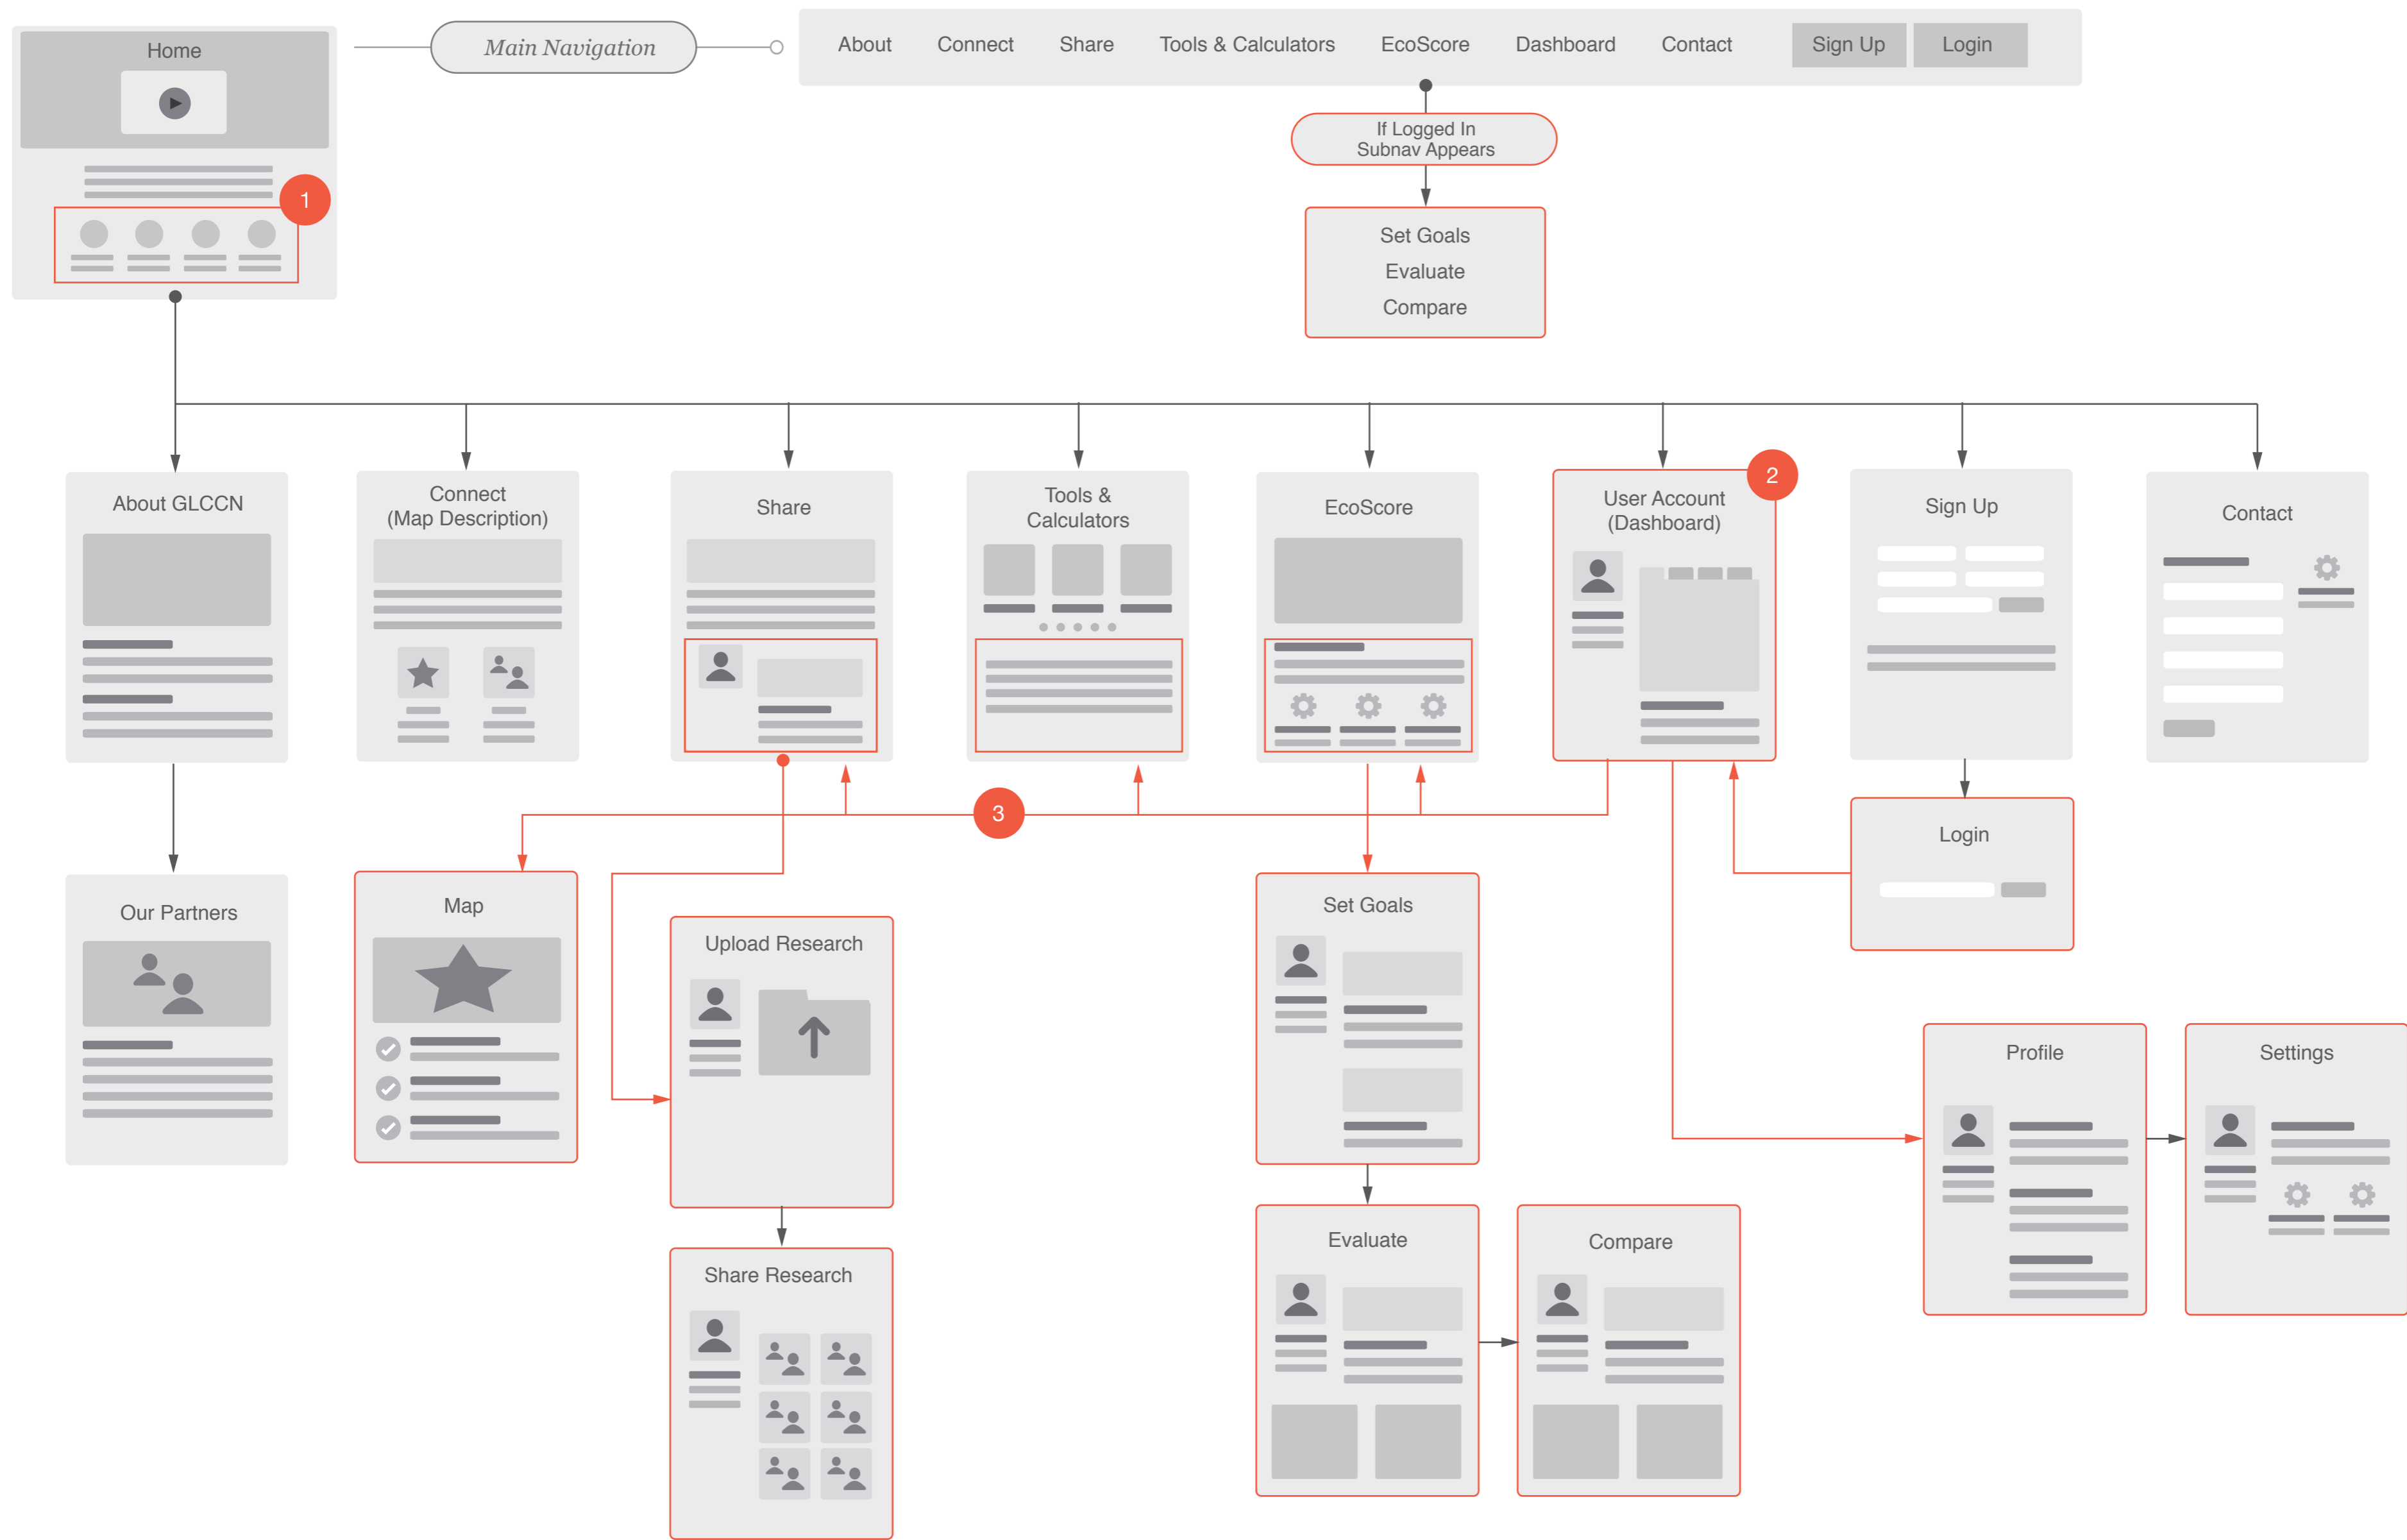 Home
Main Navigation
About Connect Share Tools & Calculators EcoScore Dashboard Contact Sign Up Login
If Logged In
Subnav Appears
1
Set Goals
Evaluate
Compare
2
About GLCCN
Connect
(Map Description)
Share
Tools &
Calculators
EcoScore
User Account
(Dashboard)
Sign Up
Contact
3
Login
Our Partners
Map
Upload Research
Set Goals
Profile
Settings
Share Research
Evaluate
Compare